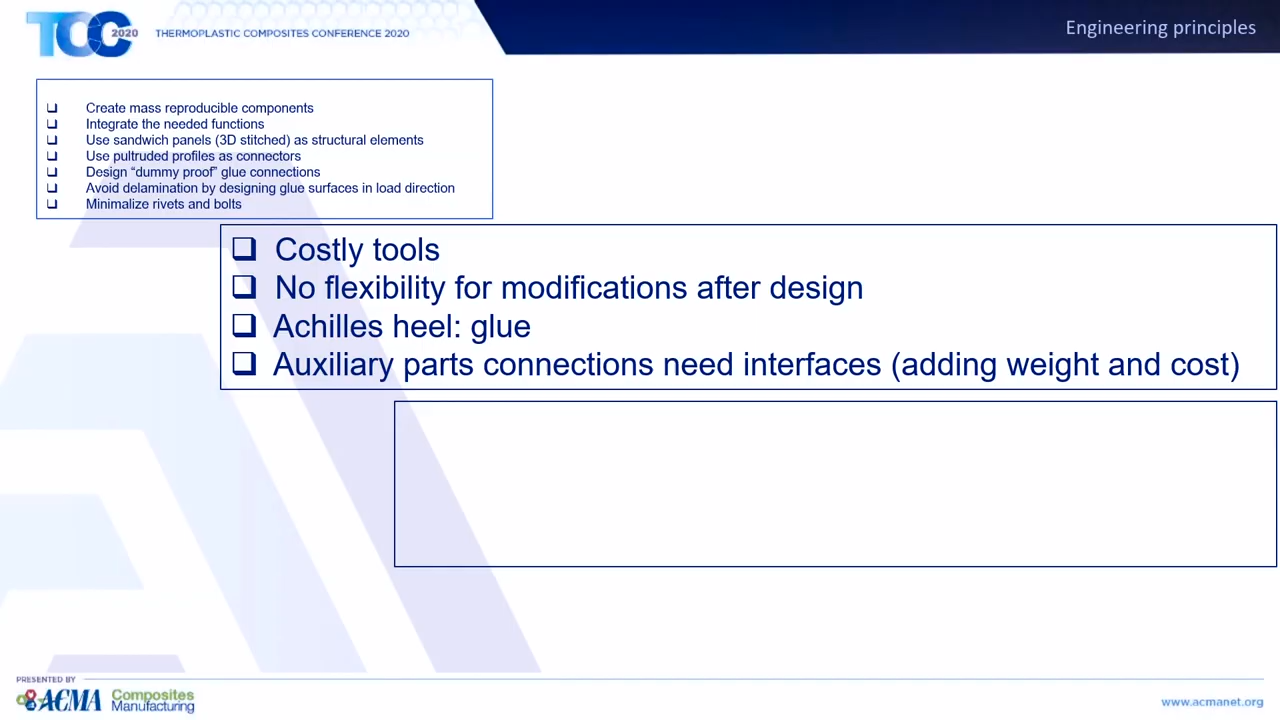 TCC 2020
THERMOPLASTIC COMPOSITES CONFERENCE 2020
Engineering principles
❑ Create mass reproducible components
❑ Integrate the needed functions
❑ Use sandwich panels (3D stitched) as structural elements
❑ Use pultruded profiles as connectors
❑ Design “dummy proof” glue connections
❑ Avoid delamination by designing glue surfaces in load direction
❑ Minimalize rivets and bolts
❑ Costly tools
❑ No flexibility for modifications after design
❑ Achilles heel: glue
❑ Auxiliary parts connections need interfaces (adding weight and cost)
PRESENTED BY
ACMA
Composites
Manufacturing
www.acmanet.org